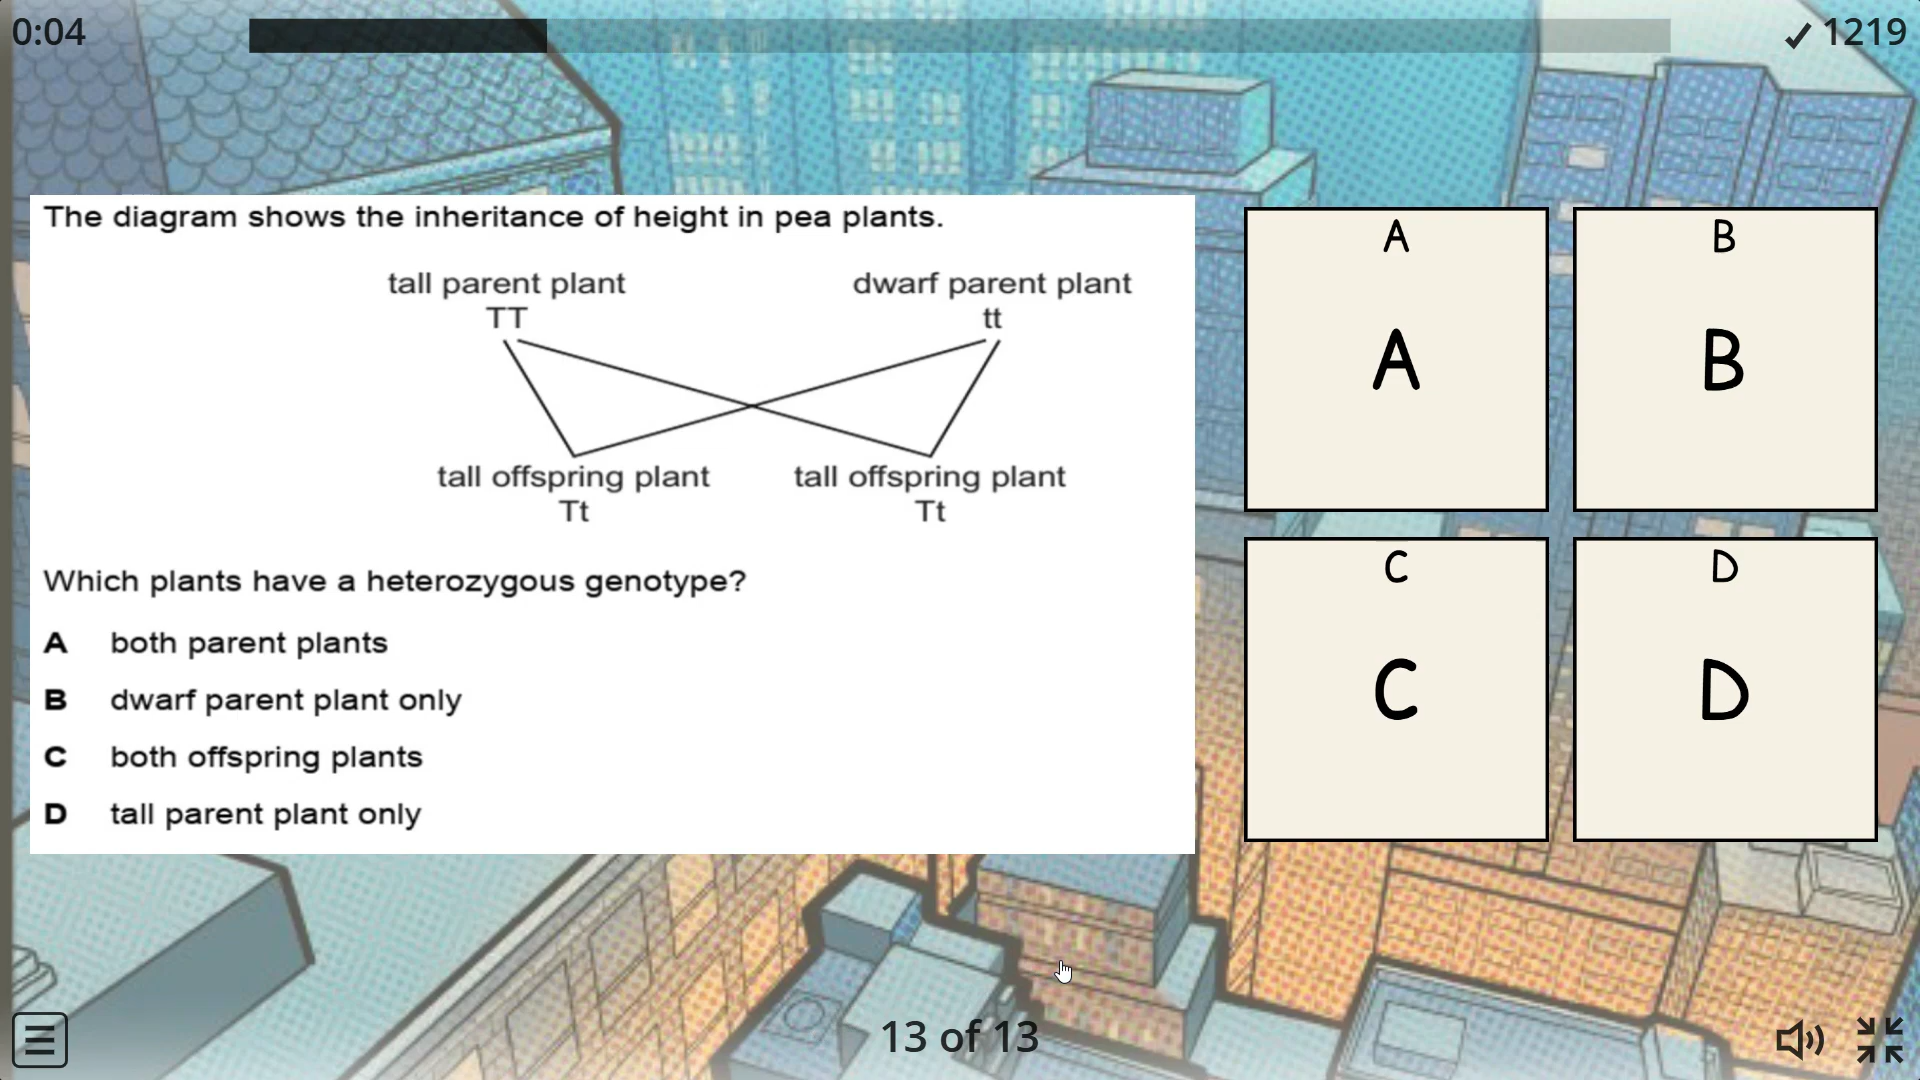 0:04
1219
The diagram shows the inheritance of height in pea plants.
tall parent plant dwarf parent plant
TT tt
tall offspring plant tall offspring plant
Tt Tt
Which plants have a heterozygous genotype?
A both parent plants
B dwarf parent plant only
C both offspring plants
D tall parent plant only
A B
A B
C D
C D
13 of 13